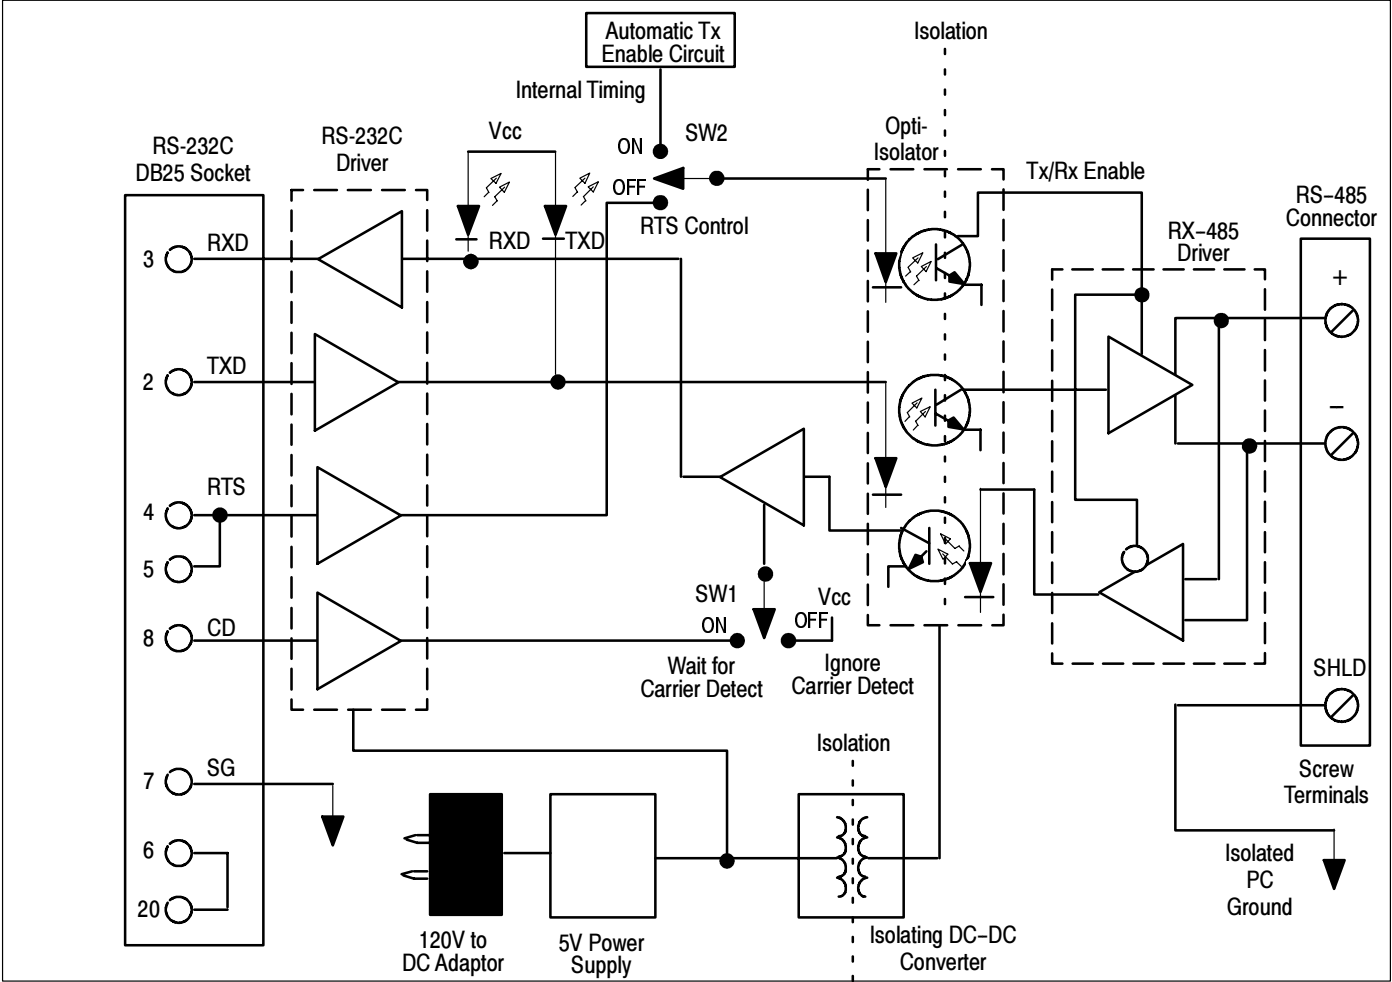 Automatic Tx
Enable Circuit
Isolation
Internal Timing
RS-232C
DB25 Socket
RS-232C
Driver
Vcc
ON
SW2
OFF
RTS Control
Opti-
Isolator
Tx/Rx Enable
RS–485
Connector
RX–485
Driver
RXD
TXD
3
RXD
+
2
TXD
–
4
RTS
5
8
CD
SW1
ON
Vcc
OFF
Wait for
Carrier Detect
Ignore
Carrier Detect
SHLD
Isolation
7
SG
Screw
Terminals
6
20
Isolated
PC
Ground
120V to
DC Adaptor
5V Power
Supply
Isolating DC–DC
Converter